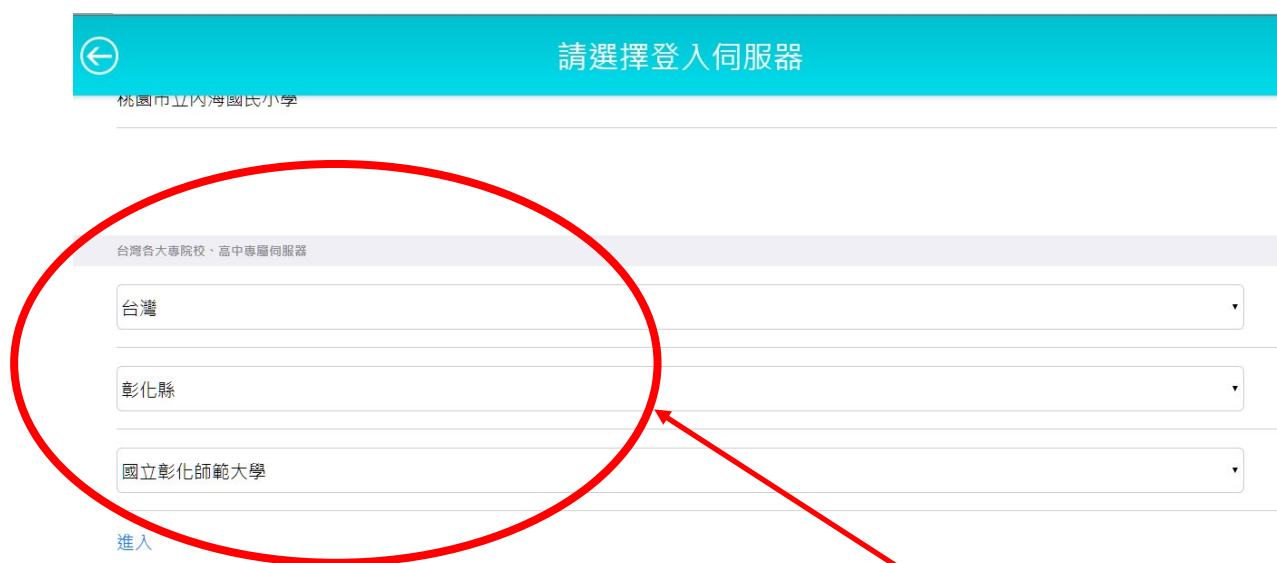 請選擇登入伺服器
桃園市立內海國民小學
台灣各大專院校、高中專屬伺服器
台灣
彰化縣
國立彰化師範大學
進入